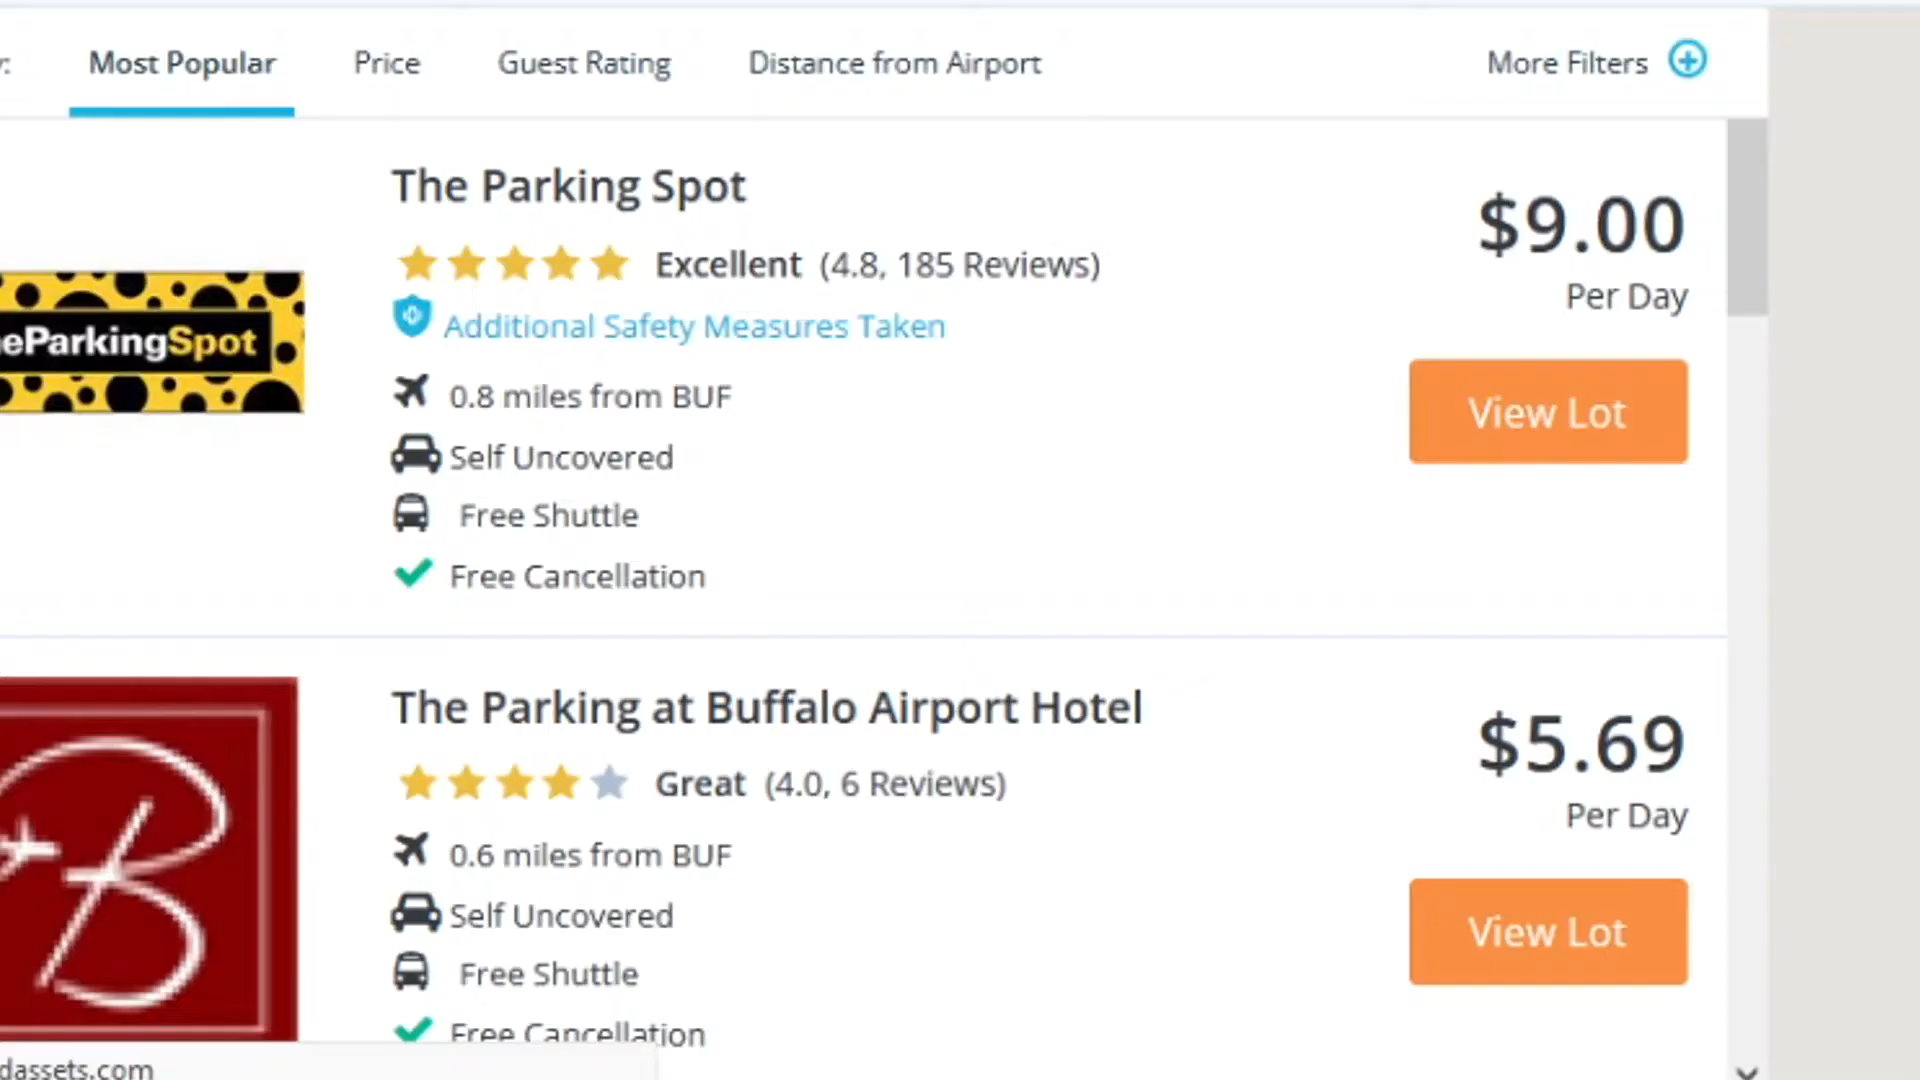 Most Popular Price Guest Rating Distance from Airport More Filters
The Parking Spot
$9.00
Excellent (4.8, 185 Reviews)
Per Day
eParkingSpot
Additional Safety Measures Taken
0.8 miles from BUF
View Lot
Self Uncovered
Free Shuttle
Free Cancellation
The Parking at Buffalo Airport Hotel
$5.69
Great (4.0, 6 Reviews)
Per Day
B
0.6 miles from BUF
Self Uncovered
View Lot
Free Shuttle
Free Cancellation
dassets.com